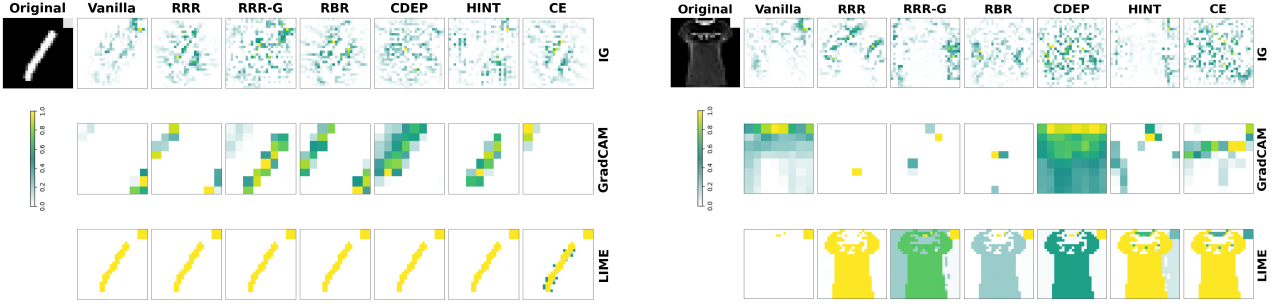 Original Vanilla RRR RRR-G RBR CDEP HINT CE
IG
1.0
0.8
0.6
0.4
0.2
0.0
GradCAM
LIME
Original Vanilla RRR RRR-G RBR CDEP HINT CE
IG
1.0
0.8
0.6
0.4
0.2
0.0
GradCAM
LIME